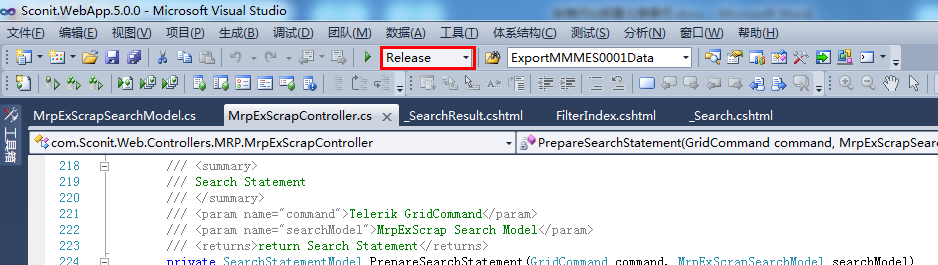 Sconit.WebApp.5.0.0 - Microsoft Visual Studio
文件(F) 编辑(E) 视图(V) 项目(P) 生成(B) 调试(D) 团队(M) 数据(A) 工具(T) 体系结构(C) 测试(S) 分析(N) 窗口(W) 帮助(H)
Release ExportMMMES0001Data
MrpExScrapSearchModel.cs MrpExScrapController.cs _SearchResult.cshtml FilterIndex.cshtml _Search.cshtml
工具箱
com.Sconit.Web.Controllers.MRP.MrpExScrapController PrepareSearchStatement(GridCommand command, MrpExScrapSearc
218 /// <summary>
219 /// Search Statement
220 /// </summary>
221 /// <param name="command">Telerik GridCommand</param>
222 /// <param name="searchModel">MrpExScrap Search Model</param>
223 /// <returns>return Search Statement</returns>
224 private SearchStatementModel PrepareSearchStatement(GridCommand command, MrpExScrapSearchModel searchModel)